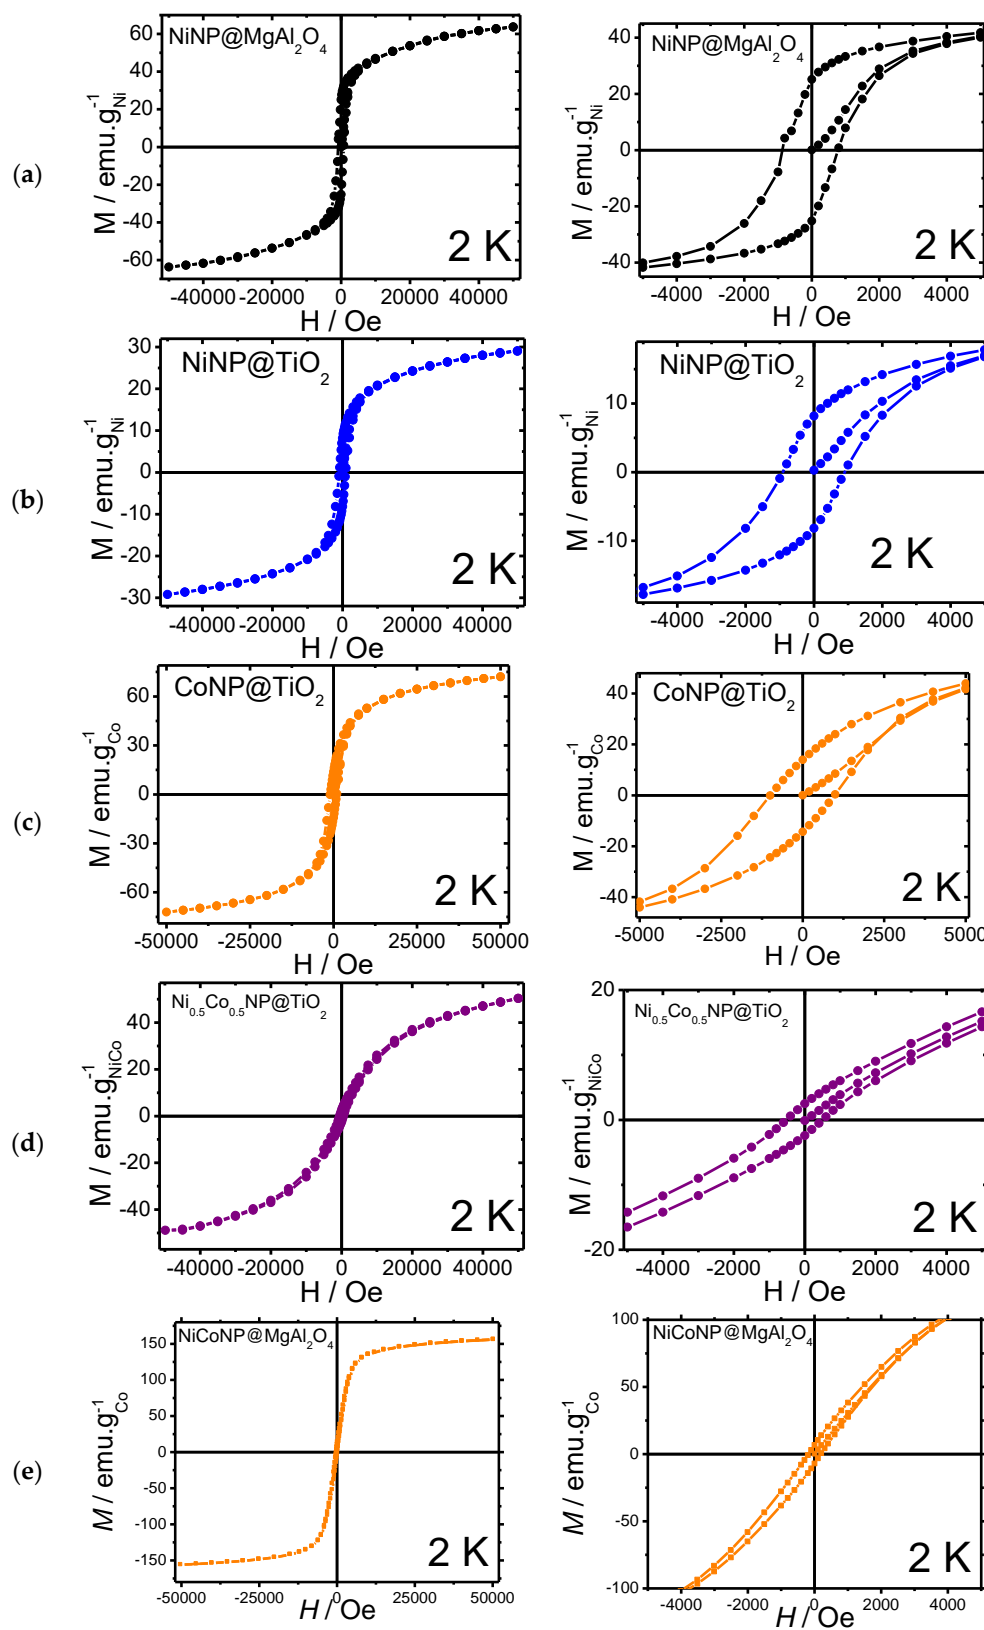 (a)
NiNP@MgAl2O4
M / emu.g-1Ni
60
40
20
0
-20
-40
-60
2 K
-40000 -20000 0 20000 40000
H / Oe
NiNP@MgAl2O4
M / emu.g-1Ni
40
20
0
-20
-40
2 K
-4000 -2000 0 2000 4000
H / Oe
(b)
NiNP@TiO2
M / emu.g-1Ni
30
20
10
0
-10
-20
-30
2 K
-40000 -20000 0 20000 40000
H / Oe
NiNP@TiO2
M / emu.g-1Ni
10
0
-10
2 K
-4000 -2000 0 2000 4000
H / Oe
(c)
CoNP@TiO2
M / emu.g-1Co
60
30
0
-30
-60
2 K
-50000 -25000 0 25000 50000
H / Oe
CoNP@TiO2
M / emu.g-1Co
40
20
0
-20
-40
2 K
-5000 -2500 0 2500 5000
H / Oe
(d)
Ni0.5Co0.5NP@TiO2
M / emu.g-1NiCo
40
20
0
-20
-40
2 K
-40000 -20000 0 20000 40000
H / Oe
Ni0.5Co0.5NP@TiO2
M / emu.g-1NiCo
20
0
-20
2 K
-4000 -2000 0 2000 4000
H / Oe
(e)
NiCoNP@MgAl2O4
M / emu.g-1Co
150
100
50
0
-50
-100
-150
2 K
-50000 -25000 0 25000 50000
H / Oe
NiCoNP@MgAl2O4
M / emu.g-1Co
100
50
0
-50
-100
2 K
-4000 -2000 0 2000 4000
H / Oe